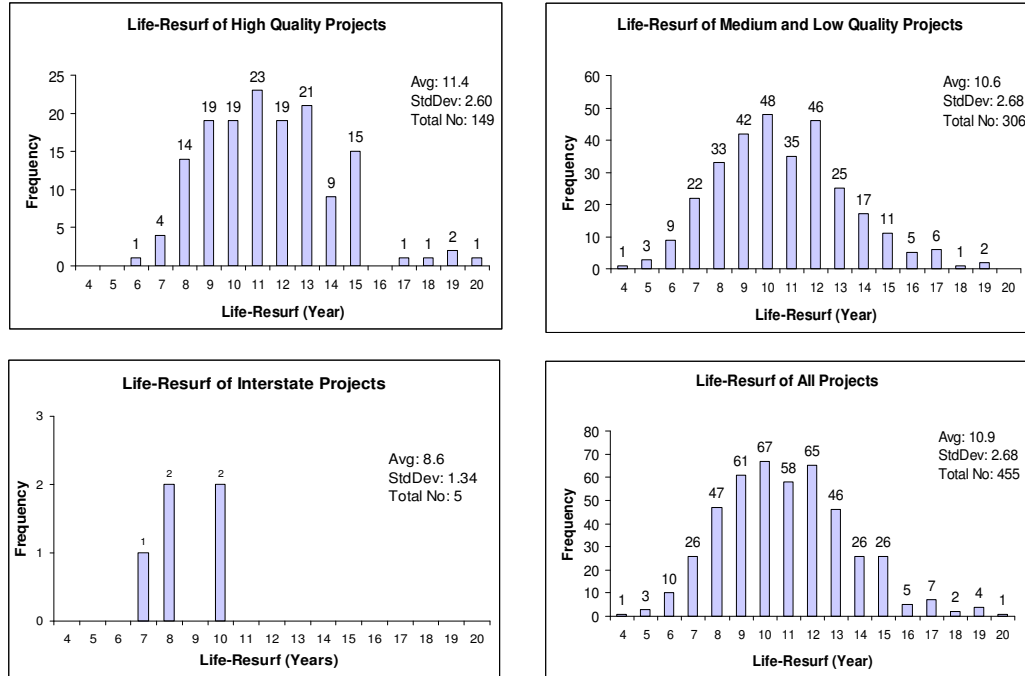 Life-Resurf of High Quality Projects
Avg: 11.4
StdDev: 2.60
Total No: 149
Frequency
25
20
15
10
5
0
1
4
14
19
19
23
19
21
9
15
1
1
2
1
4 5 6 7 8 9 10 11 12 13 14 15 16 17 18 19 20
Life-Resurf (Year)
Life-Resurf of Medium and Low Quality Projects
Avg: 10.6
StdDev: 2.68
Total No: 306
Frequency
60
50
40
30
20
10
0
1
3
9
22
33
42
48
35
46
25
17
11
5
6
1
2
4 5 6 7 8 9 10 11 12 13 14 15 16 17 18 19 20
Life-Resurf (Year)
Life-Resurf of Interstate Projects
Avg: 8.6
StdDev: 1.34
Total No: 5
Frequency
3
2
1
0
1
2
2
4 5 6 7 8 9 10 11 12 13 14 15 16 17 18 19 20
Life-Resurf (Years)
Life-Resurf of All Projects
Avg: 10.9
StdDev: 2.68
Total No: 455
Frequency
80
70
60
50
40
30
20
10
0
1
3
10
26
47
61
67
58
65
46
26
26
5
7
2
4
1
4 5 6 7 8 9 10 11 12 13 14 15 16 17 18 19 20
Life-Resurf (Year)